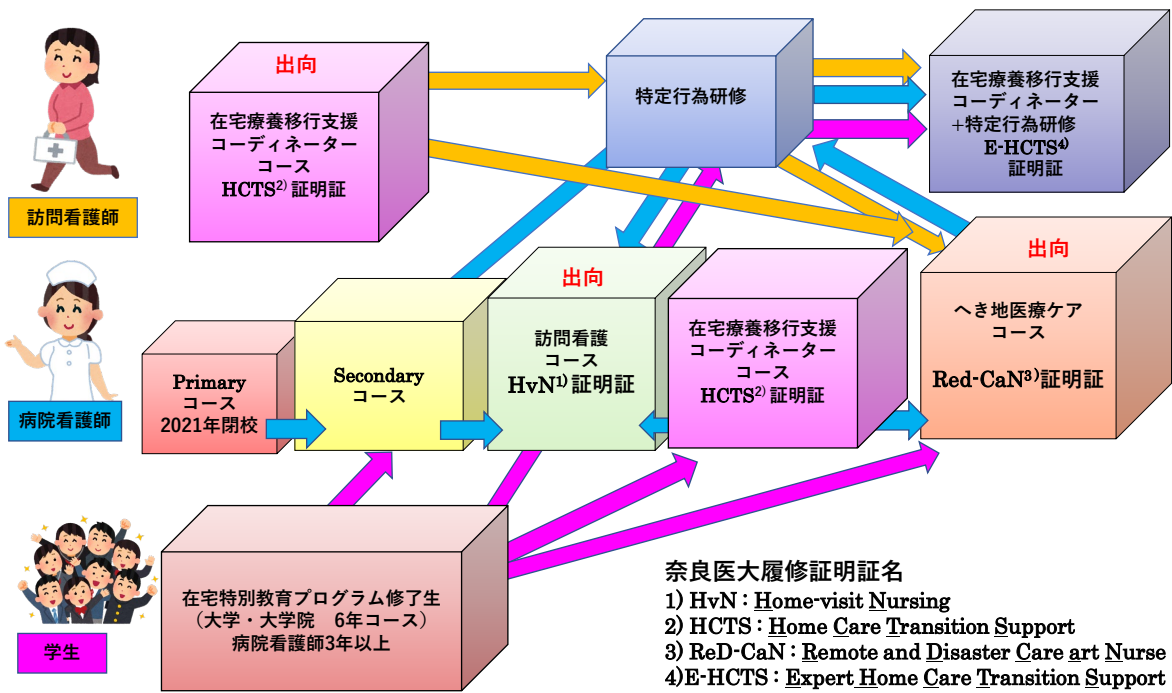 出向
在宅療養移行支援
コーディネーター
コース
HCTS2) 証明証
特定行為研修
在宅療養移行支援
コーディネーター
+特定行為研修
E-HCTS4)
証明証
訪問看護師
出向
訪問看護
コース
HvN1) 証明証
在宅療養移行支援
コーディネーター
コース
HCTS2) 証明証
出向
へき地医療ケア
コース
Red-CaN3)証明証
Primary
コース
2021年閉校
Secondary
コース
病院看護師
在宅特別教育プログラム修了生
(大学・大学院 6年コース)
病院看護師3年以上
学生
奈良医大履修証明証名
1) HvN : Home-visit Nursing
2) HCTS : Home Care Transition Support
3) ReD-CaN : Remote and Disaster Care art Nurse
4)E-HCTS : Expert Home Care Transition Support